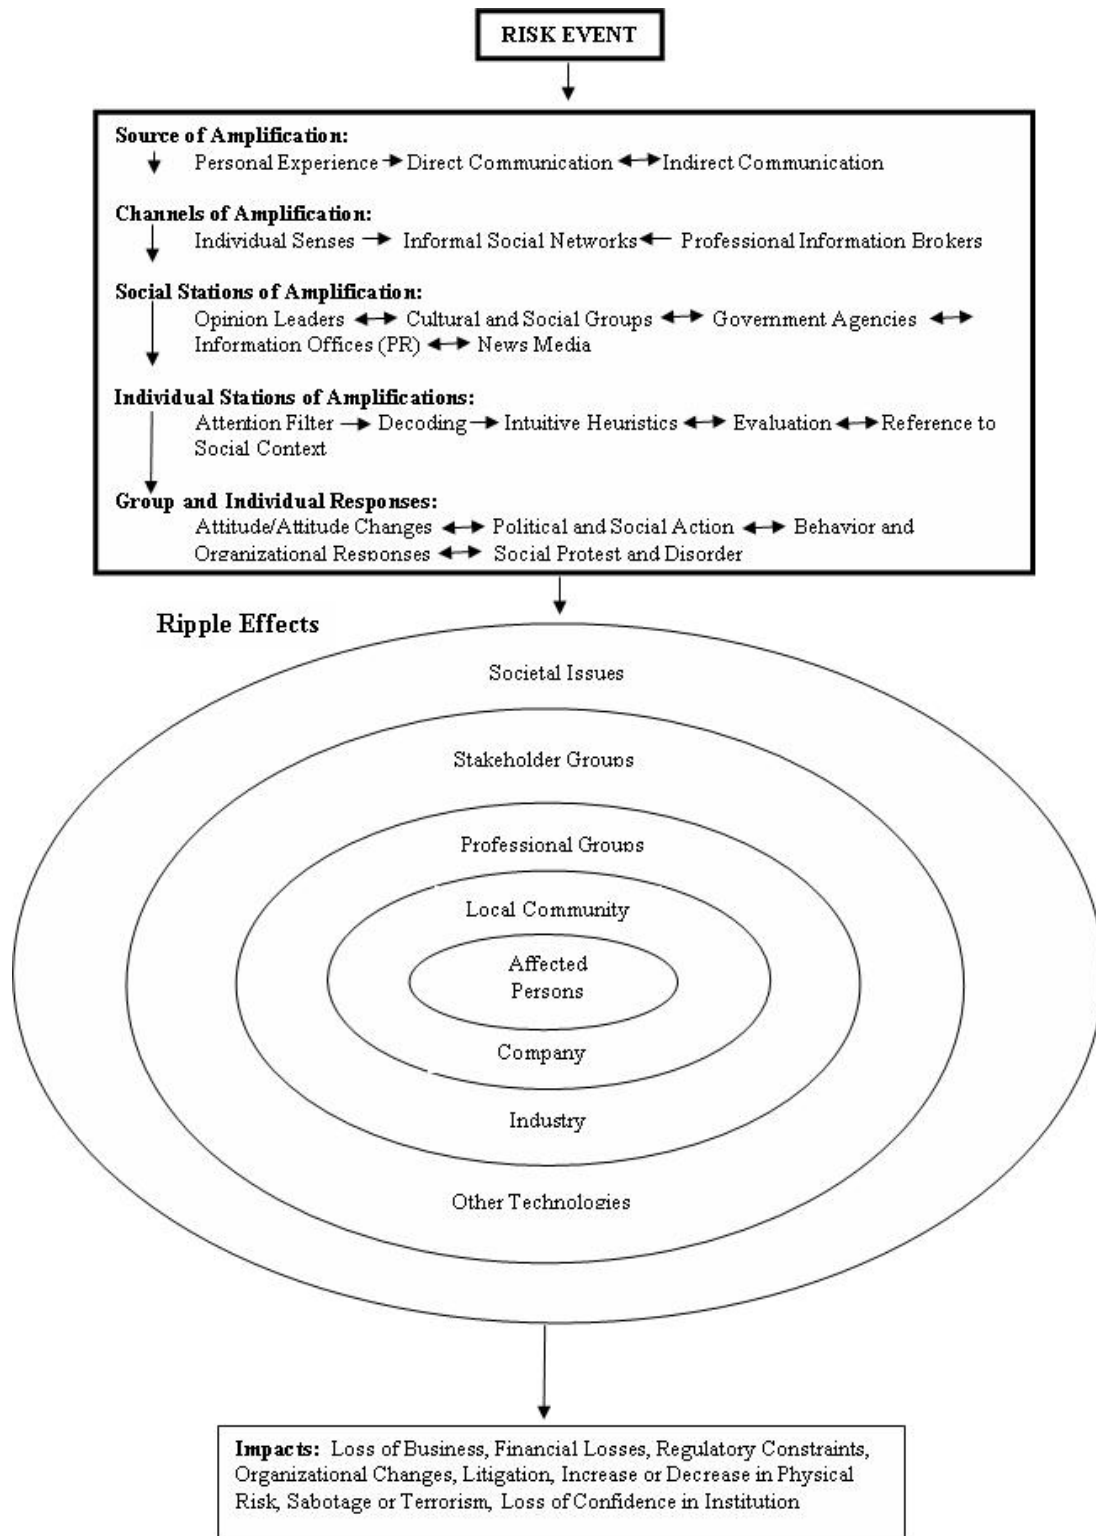 RISK EVENT
Source of Amplification:
Personal Experience Direct Communication Indirect Communication
Channels of Amplification:
Individual Senses Informal Social Networks Professional Information Brokers
Social Stations of Amplification:
Opinion Leaders Cultural and Social Groups Government Agencies
Information Offices (PR) News Media
Individual Stations of Amplifications:
Attention Filter Decoding Intuitive Heuristics Evaluation Reference to
Social Context
Group and Individual Responses:
Attitude/Attitude Changes Political and Social Action Behavior and
Organizational Responses Social Protest and Disorder
Ripple Effects
Societal Issues
Stakeholder Groups
Professional Groups
Local Community
Affected
Persons
Company
Industry
Other Technologies
Impacts: Loss of Business, Financial Losses, Regulatory Constraints,
Organizational Changes, Litigation, Increase or Decrease in Physical
Risk, Sabotage or Terrorism, Loss of Confidence in Institution